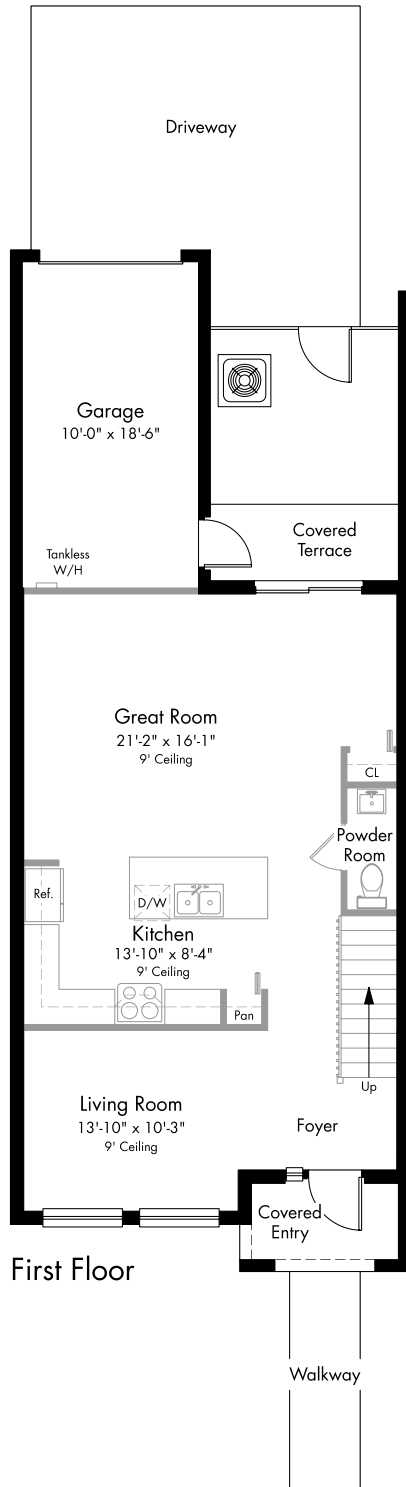 Driveway
Garage
10'-0" x 18'-6"
Tankless
W/H
Covered
Terrace
Great Room
21'-2" x 16'-1"
9' Ceiling
CL
Powder
Room
Ref.
D/W
Kitchen
13'-10" x 8'-4"
9' Ceiling
Pan
Up
Living Room
13'-10" x 10'-3"
9' Ceiling
Foyer
Covered
Entry
First Floor
Walkway